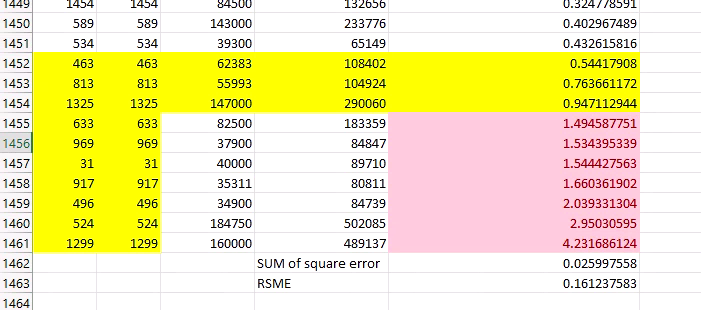 1449 1454 1454 84500 132656 0.324778591
1450 589 589 143000 233776 0.402967489
1451 534 534 39300 65149 0.432615816
1452 463 463 62383 108402 0.54417908
1453 813 813 55993 104924 0.763661172
1454 1325 1325 147000 290060 0.947112944
1455 633 633 82500 183359 1.494587751
1456 969 969 37900 84847 1.534395339
1457 31 31 40000 89710 1.544427563
1458 917 917 35311 80811 1.660361902
1459 496 496 34900 84739 2.039331304
1460 524 524 184750 502085 2.95030595
1461 1299 1299 160000 489137 4.231686124
1462 SUM of square error 0.025997558
1463 RSME 0.161237583
1464